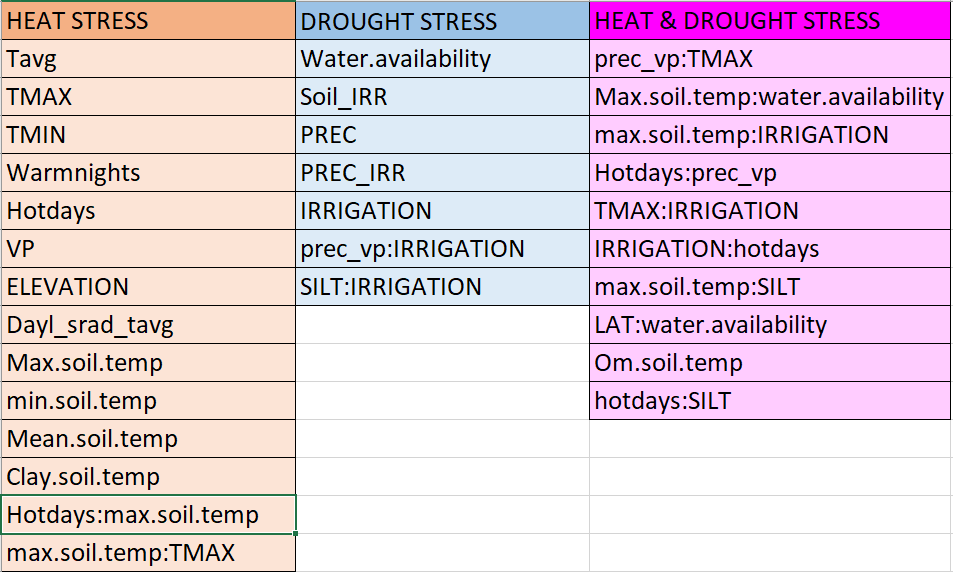 HEAT STRESS DROUGHT STRESS HEAT & DROUGHT STRESS
Tavg Water.availability prec_vp:TMAX
TMAX Soil_IRR Max.soil.temp:water.availability
TMIN PREC max.soil.temp:IRRIGATION
Warmnights PREC_IRR Hotdays:prec_vp
Hotdays IRRIGATION TMAX:IRRIGATION
VP prec_vp:IRRIGATION IRRIGATION:hotdays
ELEVATION SILT:IRRIGATION max.soil.temp:SILT
Dayl_srad_tavg LAT:water.availability
Max.soil.temp Om.soil.temp
min.soil.temp hotdays:SILT
Mean.soil.temp
Clay.soil.temp
Hotdays:max.soil.temp
max.soil.temp:TMAX